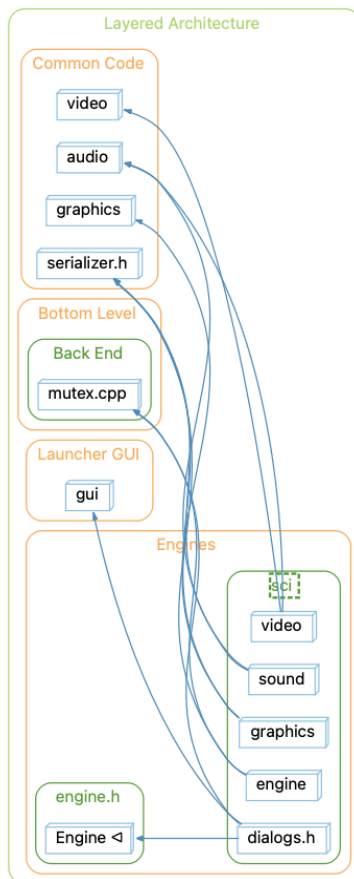 Layered Architecture
Common Code
video
audio
graphics
serializer.h
Bottom Level
Back End
mutex.cpp
Launcher GUI
gui
Engines
sci
video
sound
graphics
engine
engine.h
Engine ◁
dialogs.h